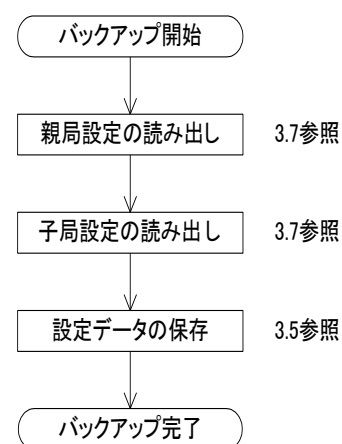 バックアップ開始
親局設定の読み出し 3.7参照
子局設定の読み出し 3.7参照
設定データの保存 3.5参照
バックアップ完了